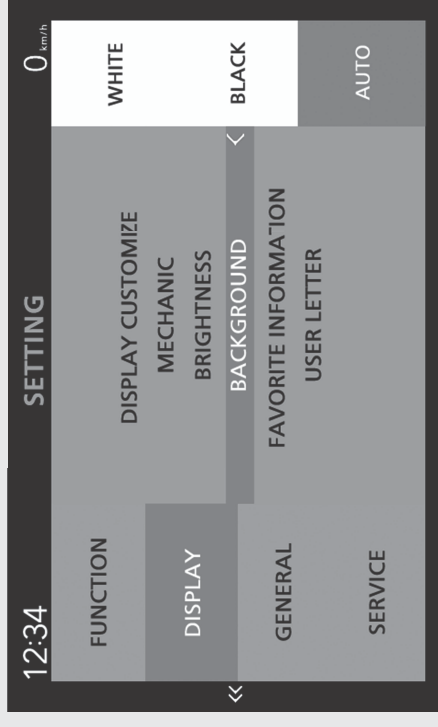 12:34 SETTING 0 km/h
FUNCTION
DISPLAY
GENERAL
SERVICE
DISPLAY CUSTOMIZE
MECHANIC
BRIGHTNESS
BACKGROUND
FAVORITE INFORMATION
USER LETTER
WHITE
BLACK
AUTO